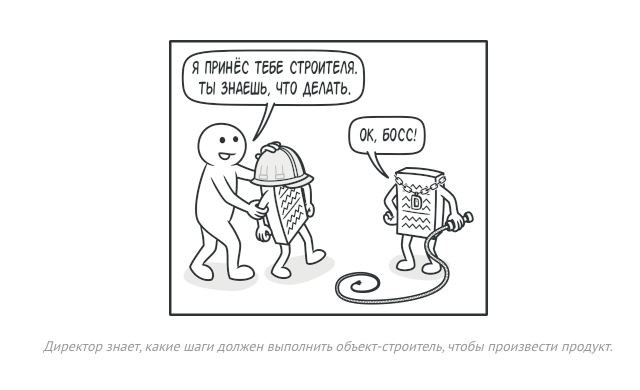 Я ПРИНЁС ТЕБЕ СТРОИТЕЛЯ.
ТЫ ЗНАЕШЬ, ЧТО ДЕЛАТЬ.
ОК, БОСС!
D
Директор знает, какие шаги должен выполнить объект-строитель, чтобы произвести продукт.